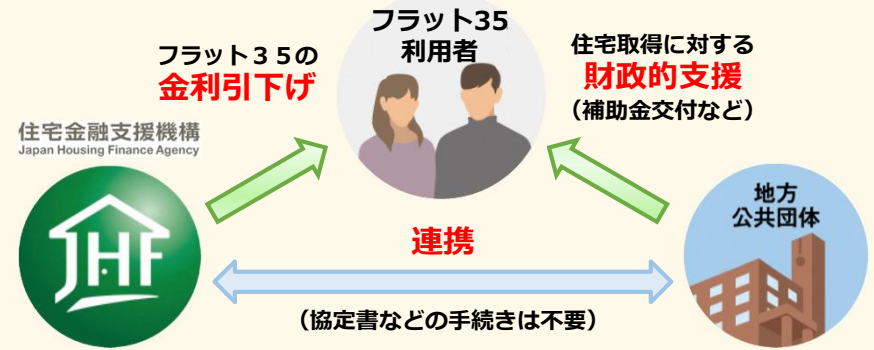 フラット35
利用者
フラット３５の
金利引下げ
住宅取得に対する
財政的支援
（補助金交付など）
住宅金融支援機構
Japan Housing Finance Agency
JHF
地方
公共団体
連携
（協定書などの手続きは不要）